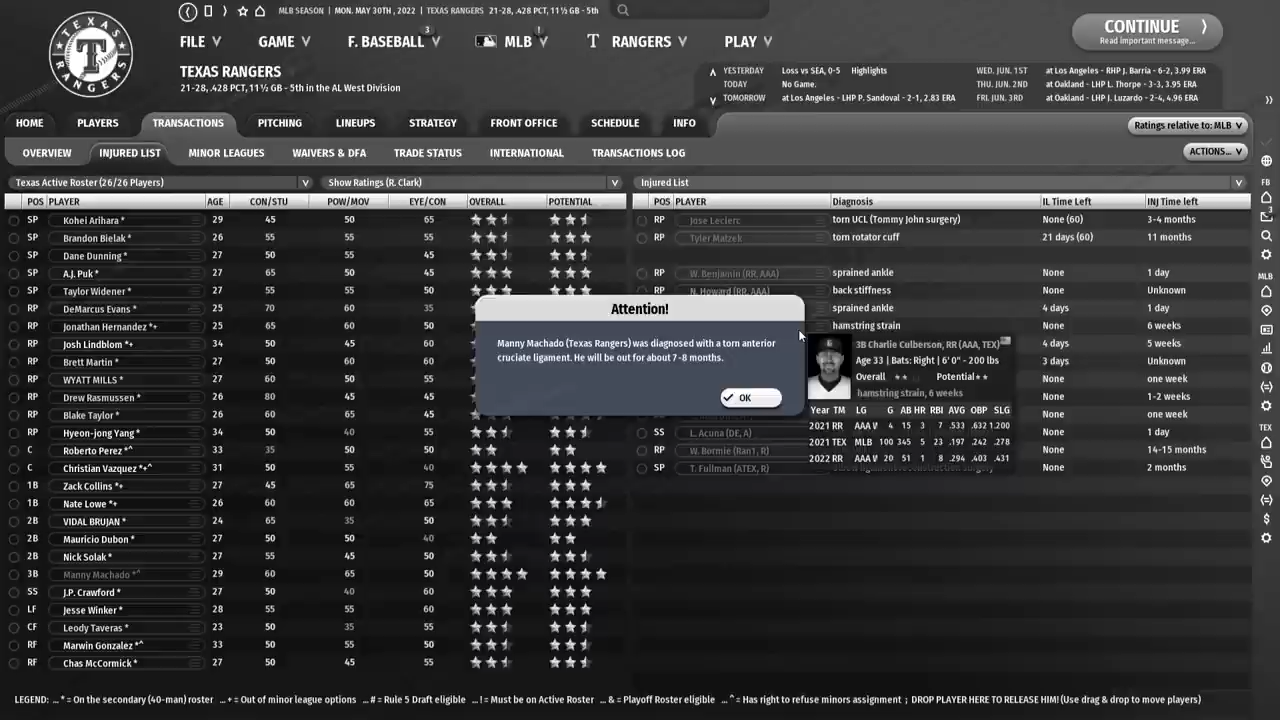 TEXAS RANGERS
MLB SEASON | MON. MAY 30TH , 2022 | TEXAS RANGERS 21-28, .428 PCT, 11½ GB - 5th
FILE GAME F. BASEBALL 3 MLB ! RANGERS PLAY
CONTINUE
Read important message...
TEXAS RANGERS
21-28, .428 PCT, 11½ GB - 5th in the AL West Division
YESTERDAY Loss vs SEA, 0-5 Highlights WED. JUN. 1ST at Los Angeles - RHP J. Barria - 6-2, 3.99 ERA
TODAY No Game. THU. JUN. 2ND at Oakland - LHP L. Thorpe - 3-3, 3.95 ERA
TOMORROW at Los Angeles - LHP P. Sandoval - 2-1, 2.83 ERA FRI. JUN. 3RD at Oakland - LHP J. Luzardo - 2-4, 4.96 ERA
HOME PLAYERS TRANSACTIONS PITCHING LINEUPS STRATEGY FRONT OFFICE SCHEDULE INFO
Ratings relative to: MLB
OVERVIEW INJURED LIST MINOR LEAGUES WAIVERS & DFA TRADE STATUS INTERNATIONAL TRANSACTIONS LOG
ACTIONS...
Texas Active Roster (26/26 Players) Show Ratings (R. Clark) Injured List
POS PLAYER AGE CON/STU POW/MOV EYE/CON OVERALL POTENTIAL
SP Kohei Arihara * 29 45 50 65
SP Brandon Bielak * 26 55 55 55
SP Dane Dunning * 27 50 55 45
SP A.J. Puk * 27 65 50 45
SP Taylor Widener * 27 55 55 50
RP DeMarcus Evans * 25 70 60 35
RP Jonathan Hernandez *+ 25 65 60 50
RP Josh Lindblom *+ 34 50 60 60
RP Brett Martin * 27 50 60 50
RP WYATT MILLS * 27 60 50 55
RP Drew Rasmussen * 26 80 45 55
RP Blake Taylor * 26 50 65 45
RP Hyeon-jong Yang * 34 50 40 55
C Roberto Perez *^ 33 35 50 50
C Christian Vazquez *+^ 31 50 55 40
1B Zack Collins *+ 27 45 65 75
1B Nate Lowe *+ 26 60 60 65
2B VIDAL BRUJAN * 24 65 35 50
2B Mauricio Dubon * 27 50 50 40
2B Nick Solak * 27 55 45 50
3B Manny Machado *^ 29 60 65 50
SS J.P. Crawford * 27 50 40 60
LF Jesse Winker * 28 55 55 60
CF Leody Taveras * 23 50 35 55
RF Marwin Gonzalez *^ 33 50 55 50
RF Chas McCormick * 27 50 45 55
POS PLAYER Diagnosis IL Time Left INJ Time left
RP Jose Leclerc torn UCL (Tommy John surgery) None (60) 3-4 months
RP Tyler Matzek torn rotator cuff 21 days (60) 11 months
RP W. Benjamin (RR, AAA) sprained ankle None 1 day
RP N. Howard (RR, AAA) back stiffness None Unknown
sprained ankle 4 days 1 day
hamstring strain None 6 weeks
4 days 5 weeks
3 days Unknown
None one week
None 1-2 weeks
None one week
SS L. Acuna (DE, A) None 1 day
RP W. Bormie (Ran1, R) None 14-15 months
SP T. Fullman (ATEX, R) None 2 months
Attention!
Manny Machado (Texas Rangers) was diagnosed with a torn anterior
cruciate ligament. He will be out for about 7-8 months.
OK
3B Charlie Culberson, RR (AAA, TEX)
Age 33 | Bats: Right | 6' 0" - 200 lbs
Overall Potential
hamstring strain, 6 weeks
Year TM LG G AB HR RBI AVG OBP SLG
2021 RR AAA 4 15 3 7 .533 .632 1.200
2021 TEX MLB 100 345 5 23 .197 .242 .278
2022 RR AAA 20 51 1 8 .294 .403 .431
FB
MLB
TEX
LEGEND: ... * = On the secondary (40-man) roster ... + = Out of minor league options ... # = Rule 5 Draft eligible ... ! = Must be on Active Roster ... & = Playoff Roster eligible ... ^ = Has right to refuse minors assignment ; DROP PLAYER HERE TO RELEASE HIM! (Use drag & drop to move players)